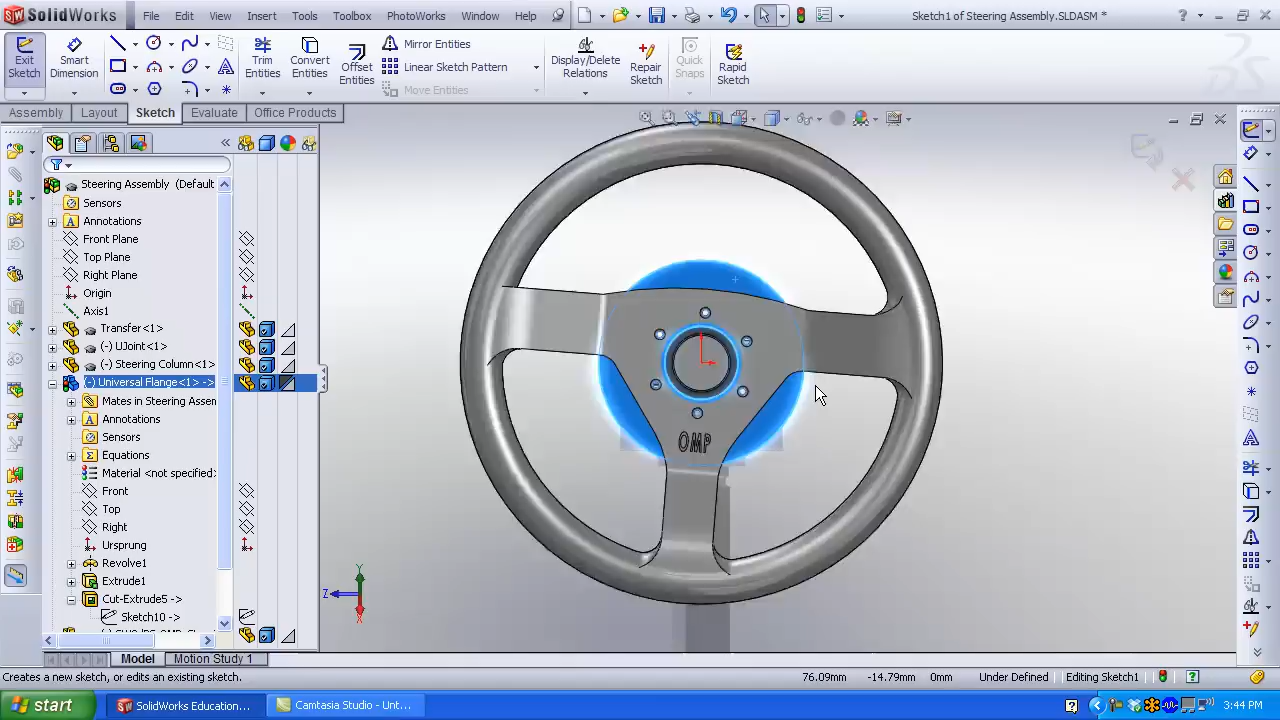 SolidWorks File Edit View Insert Tools Toolbox PhotoWorks Window Help Sketch1 of Steering Assembly.SLDASM *
Exit Sketch
Smart Dimension
Trim Entities
Convert Entities
Offset Entities
Mirror Entities
Linear Sketch Pattern
Move Entities
Display/Delete Relations
Repair Sketch
Quick Snaps
Rapid Sketch
Assembly Layout Sketch Evaluate Office Products
Steering Assembly (Default
Sensors
Annotations
Front Plane
Top Plane
Right Plane
Origin
Axis1
Transfer<1>
(-) UJoint<1>
(-) Steering Column<1>
(-) Universal Flange<1> ->
Mates in Steering Assem
Annotations
Sensors
Equations
Material <not specified>
Front
Top
Right
Ursprung
Revolve1
Extrude1
Cut-Extrude5 ->
Sketch10 ->
OMP
Y
Z
X
Model Motion Study 1
Create a new sketch, or edits an existing sketch. 76.09mm -14.79mm 0mm Under Defined Editing Sketch1
start SolidWorks Education... Camtasia Studio - Unt... 3:44 PM